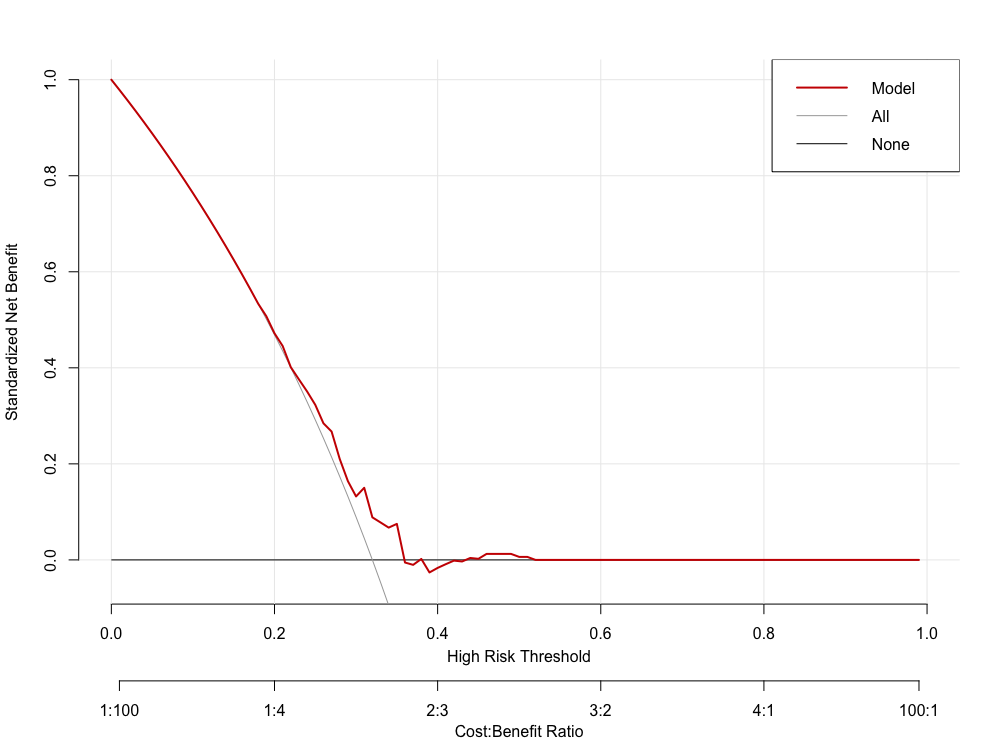 Model
All
None
Standardized Net Benefit
1.0
0.8
0.6
0.4
0.2
0.0
0.0 0.2 0.4 0.6 0.8 1.0
High Risk Threshold
1:100 1:4 2:3 3:2 4:1 100:1
Cost:Benefit Ratio